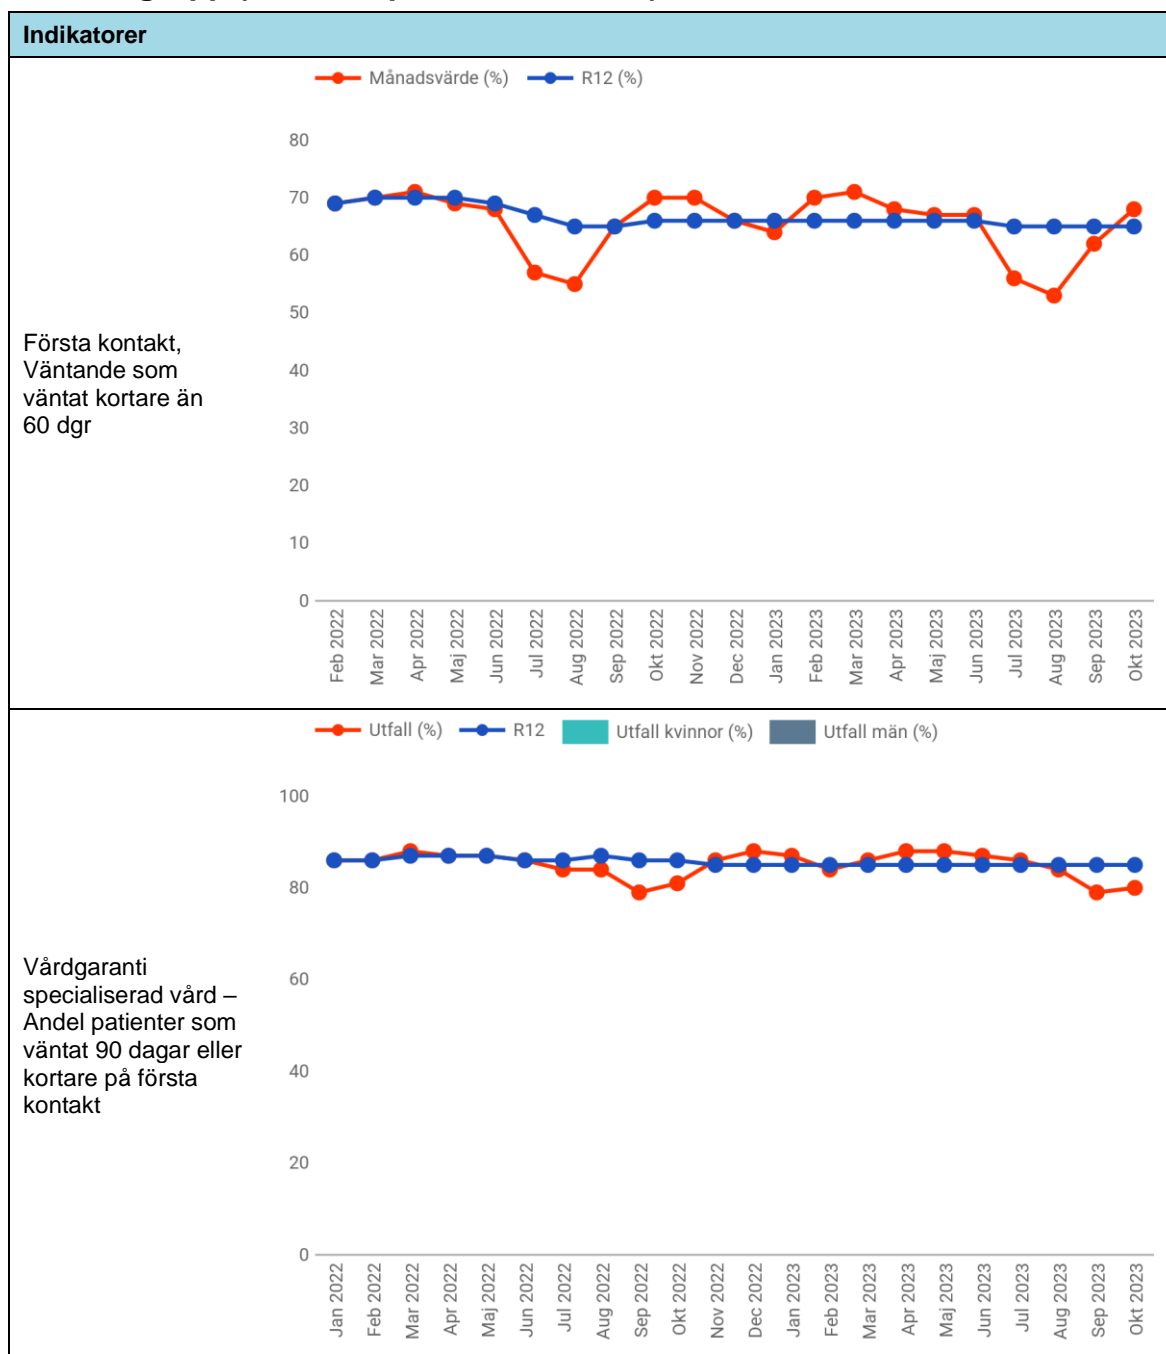 Indikatorer
Månadsvärde (%) R12 (%)
80
70
60
50
40
30
20
10
0
Första kontakt,
Väntande som
väntat kortare än
60 dgr
Feb 2022
Mar 2022
Apr 2022
Maj 2022
Jun 2022
Jul 2022
Aug 2022
Sep 2022
Okt 2022
Nov 2022
Dec 2022
Jan 2023
Feb 2023
Mar 2023
Apr 2023
Maj 2023
Jun 2023
Jul 2023
Aug 2023
Sep 2023
Okt 2023
Utfall (%) R12 Utfall kvinnor (%) Utfall män (%)
100
80
60
40
20
0
Vårdgaranti
specialiserad vård –
Andel patienter som
väntat 90 dagar eller
kortare på första
kontakt
Jan 2022
Feb 2022
Mar 2022
Apr 2022
Maj 2022
Jun 2022
Jul 2022
Aug 2022
Sep 2022
Okt 2022
Nov 2022
Dec 2022
Jan 2023
Feb 2023
Mar 2023
Apr 2023
Maj 2023
Jun 2023
Jul 2023
Aug 2023
Sep 2023
Okt 2023